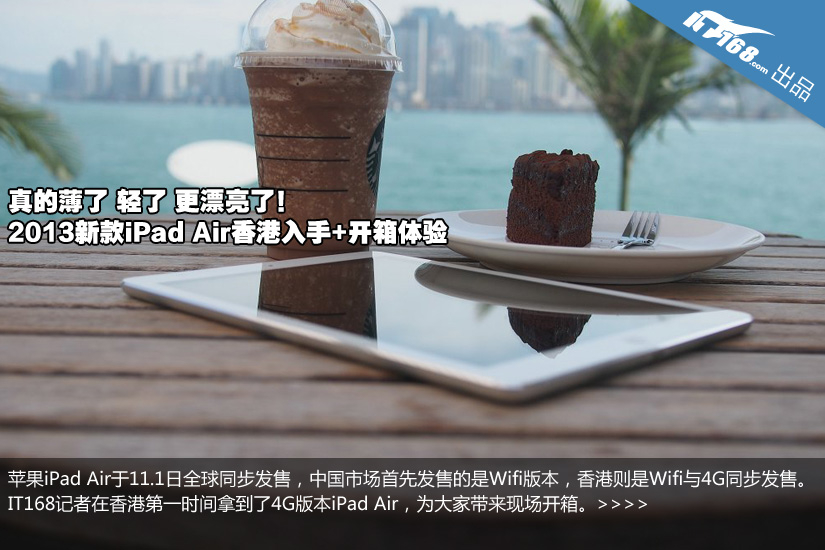 IT168.com 出品
真的薄了 轻了 更漂亮了!
2013新款iPad Air香港入手+开箱体验
苹果iPad Air于11.1日全球同步发售，中国市场首先发售的是Wifi版本，香港则是Wifi与4G同步发售。
IT168记者在香港第一时间拿到了4G版本iPad Air，为大家带来现场开箱。>>>>